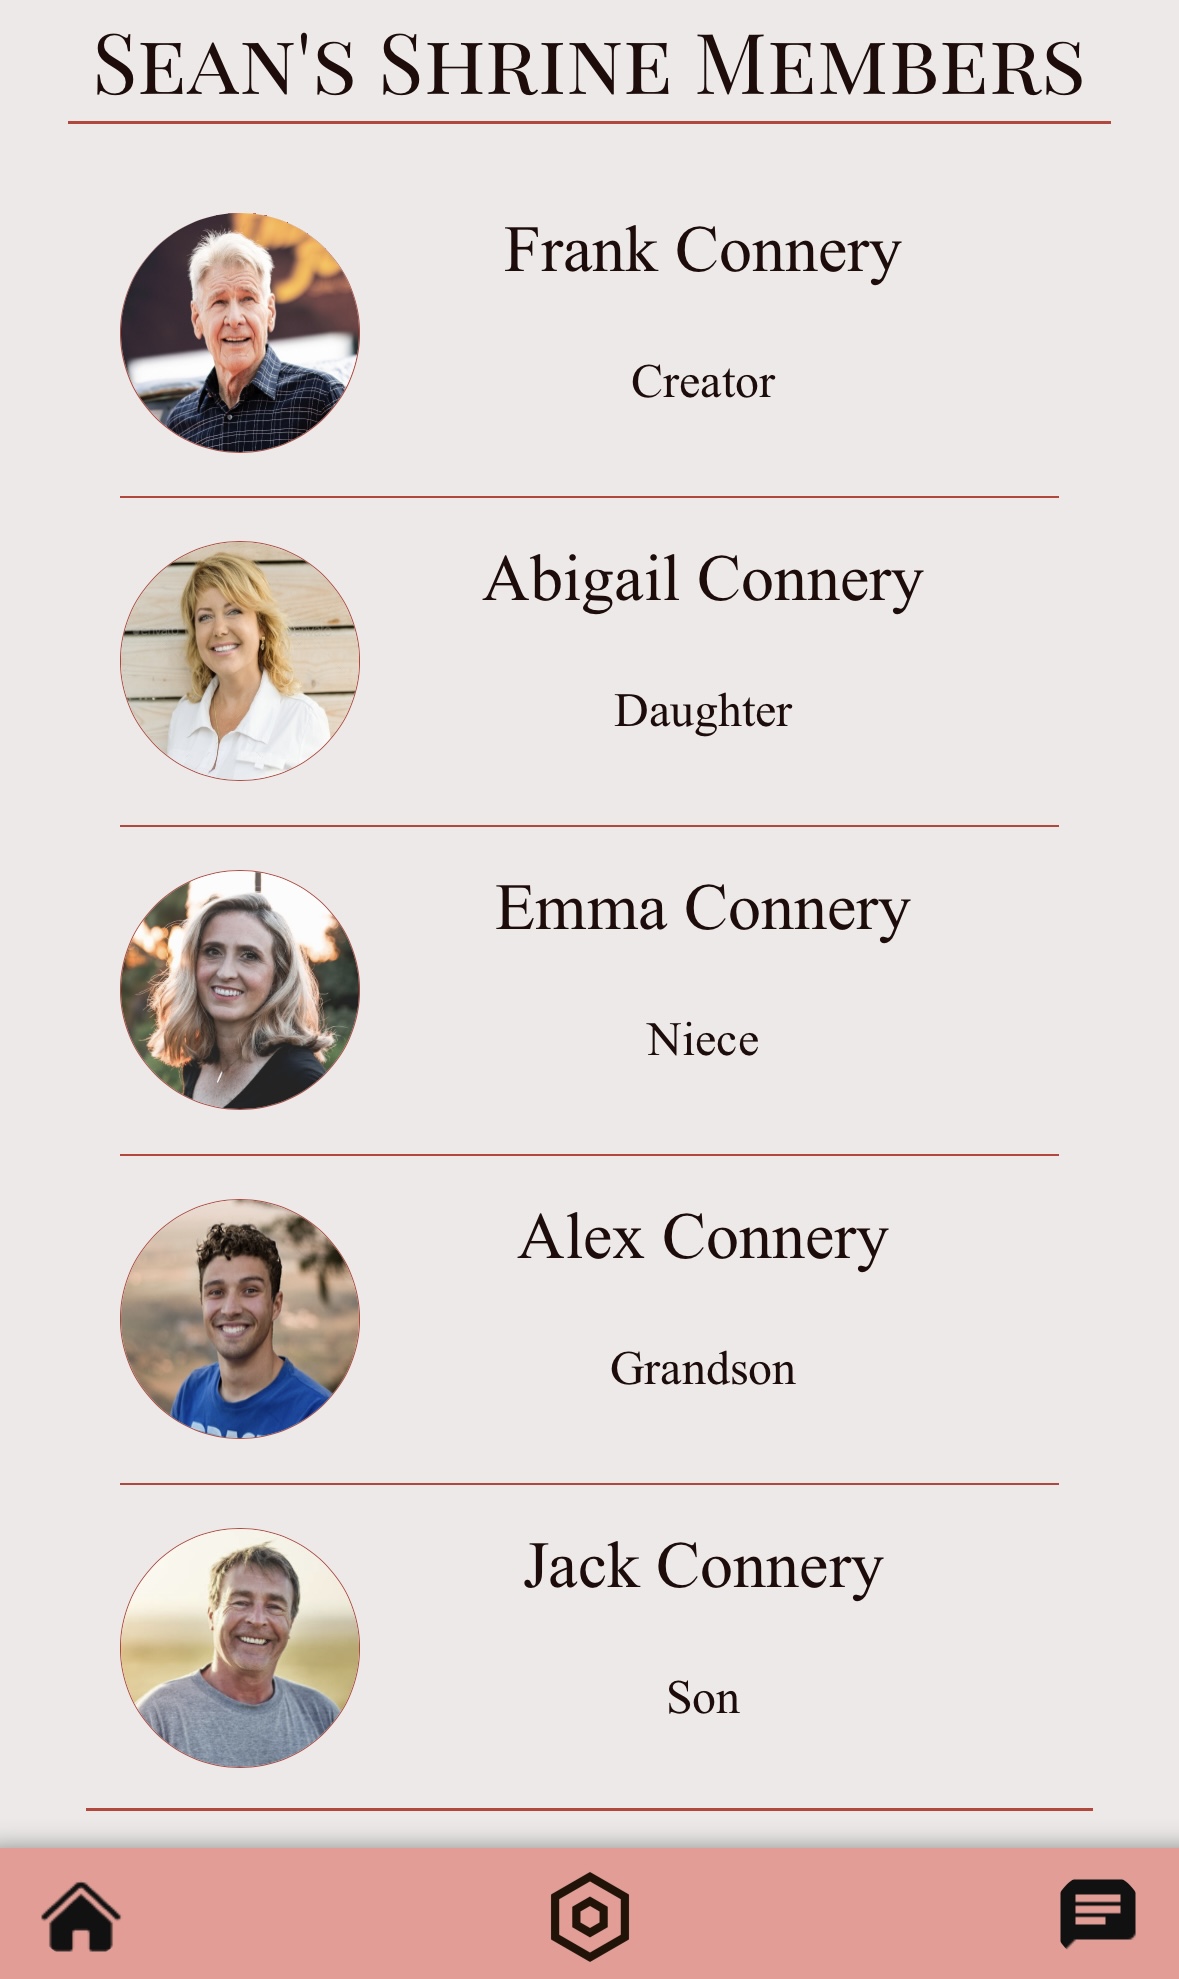 Sean's Shrine Members
Frank Connery
Creator
Abigail Connery
Daughter
Emma Connery
Niece
Alex Connery
Grandson
Jack Connery
Son